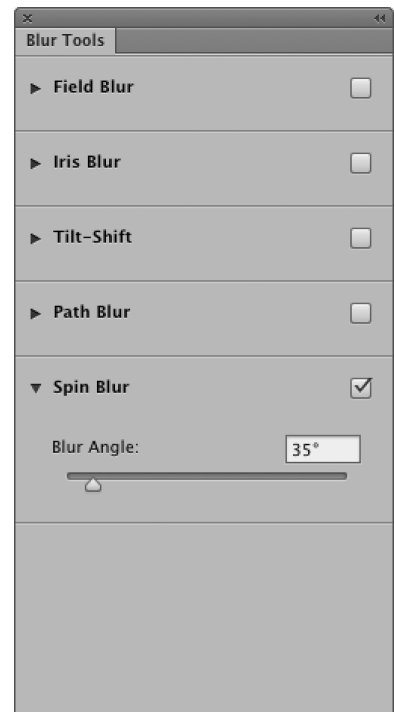 Blur Tools
Field Blur
Iris Blur
Tilt-Shift
Path Blur
Spin Blur
Blur Angle: 35°